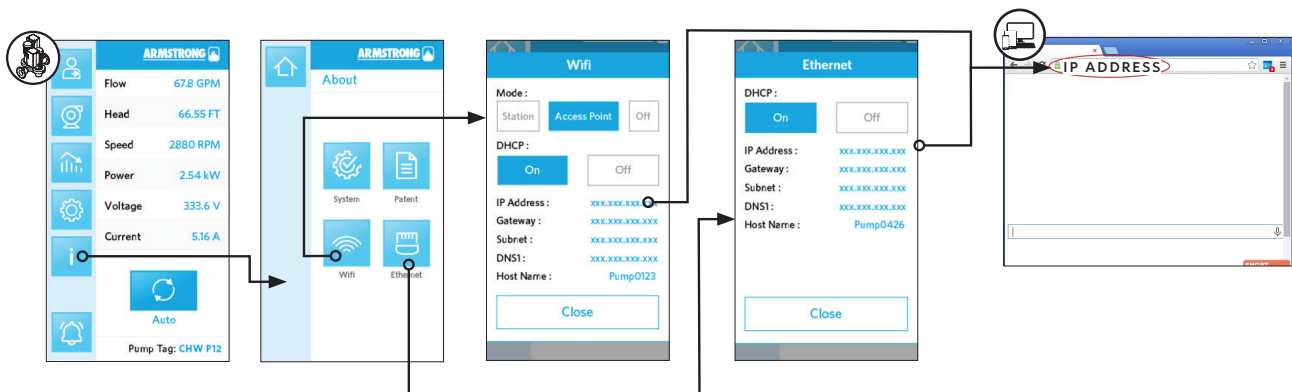 ARMSTRONG
Flow 67.8 GPM
Head 66.55 FT
Speed 2880 RPM
Power 2.54 kW
Voltage 333.6 V
Current 5.16 A
i
Auto
Pump Tag: CHW P12
ARMSTRONG
About
System Patent
Wifi Ethernet
Wifi
Mode :
Station Access Point Off
DHCP :
On Off
IP Address : xxx.xxx.xxx.xxx
Gateway : xxx.xxx.xxx.xxx
Subnet : xxx.xxx.xxx.xxx
DNS1 : xxx.xxx.xxx.xxx
Host Name : Pump0123
Close
Ethernet
DHCP :
On Off
IP Address : xxx.xxx.xxx.xxx
Gateway : xxx.xxx.xxx.xxx
Subnet : xxx.xxx.xxx.xxx
DNS1 : xxx.xxx.xxx.xxx
Host Name : Pump0426
Close
IP ADDRESS